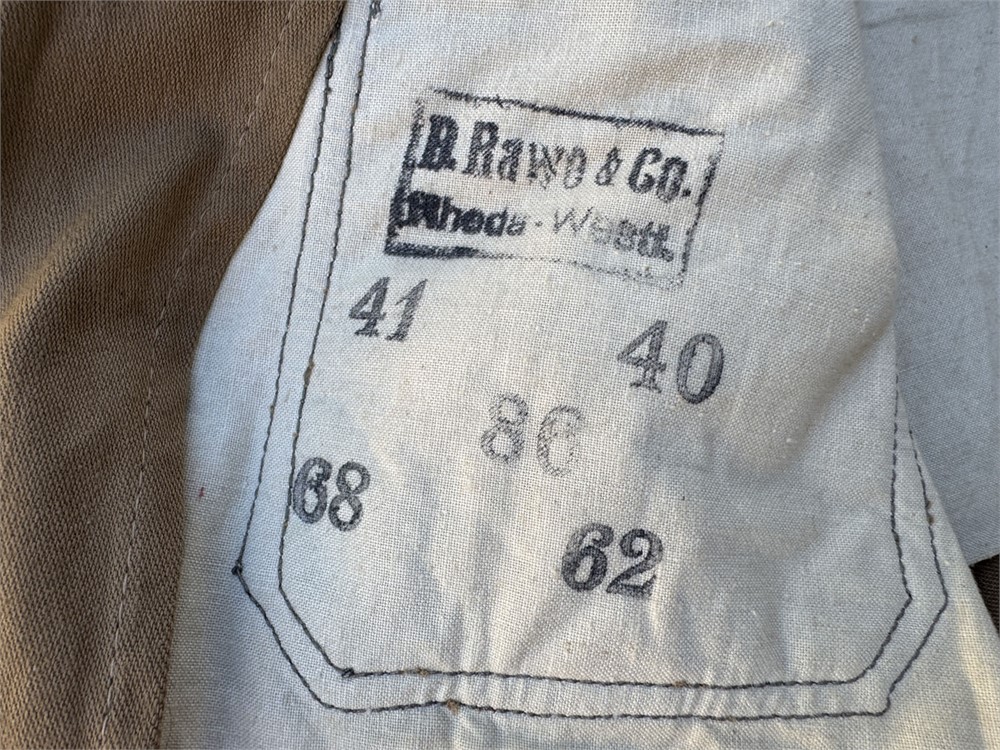 B. Rawe & Co.
Rheda-Westf.
41 40
86
68 62